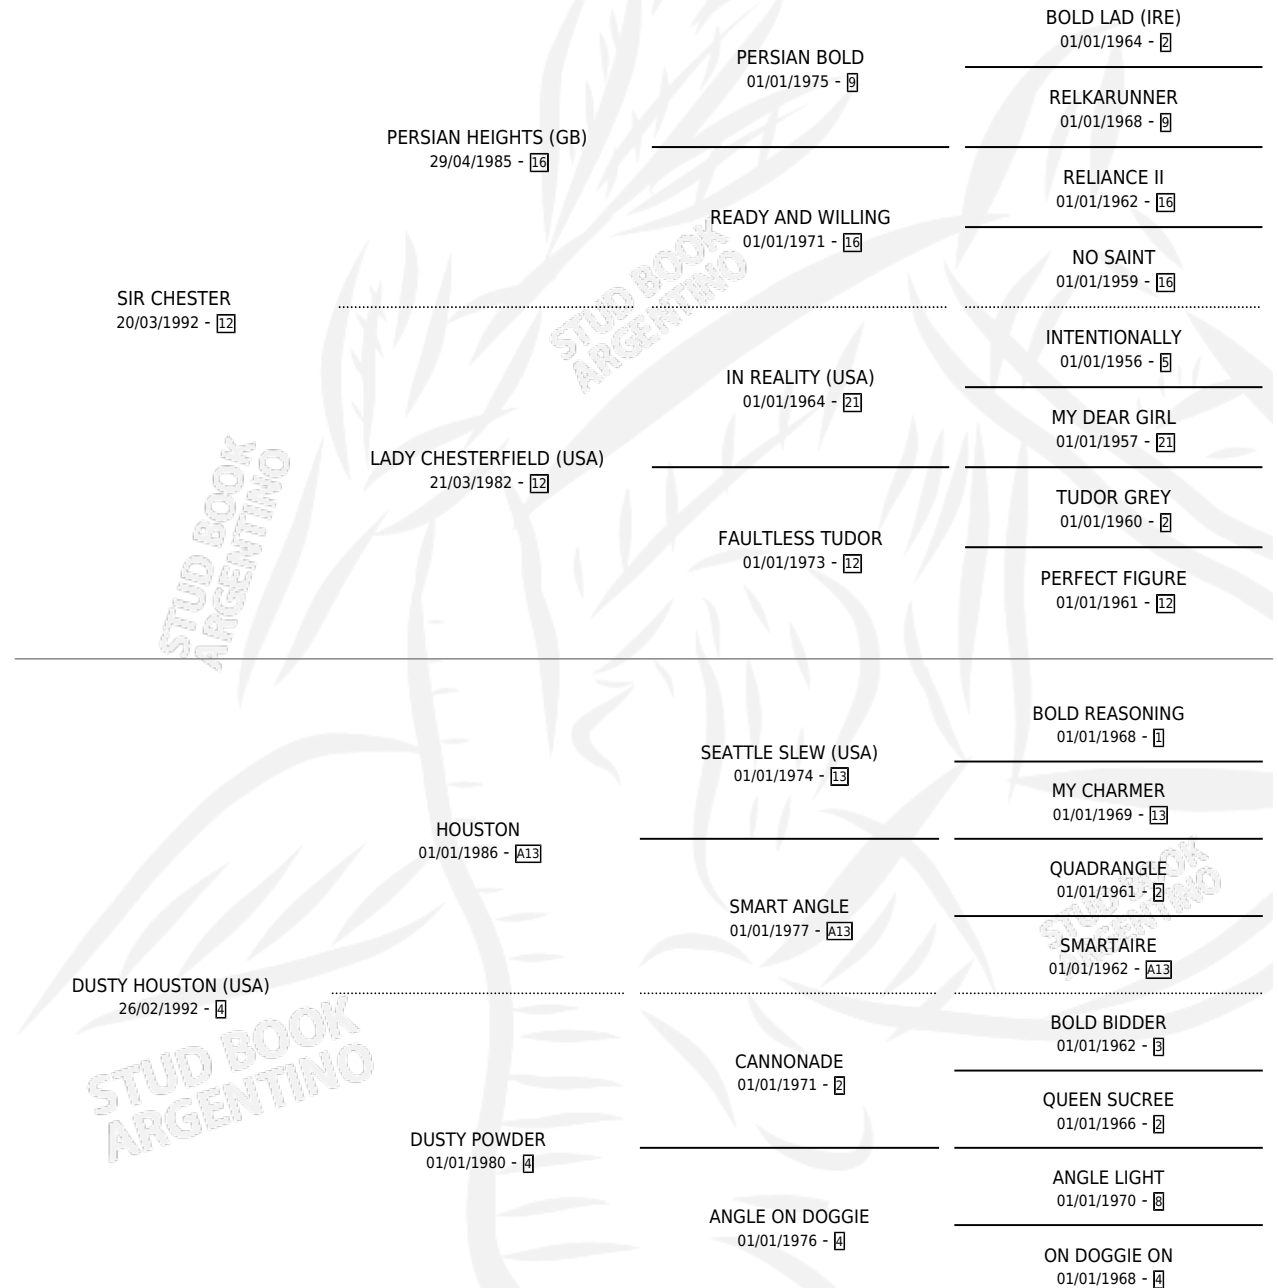 BOLD LAD (IRE)
01/01/1964 - 2
PERSIAN BOLD
01/01/1975 - 9
RELKARUNNER
01/01/1968 - 9
PERSIAN HEIGHTS (GB)
29/04/1985 - 16
RELIANCE II
01/01/1962 - 16
READY AND WILLING
01/01/1971 - 16
NO SAINT
01/01/1959 - 16
SIR CHESTER
20/03/1992 - 12
STUD BOOK
ARGENTINO
INTENTIONALLY
01/01/1956 - 5
IN REALITY (USA)
01/01/1964 - 21
MY DEAR GIRL
01/01/1957 - 21
LADY CHESTERFIELD (USA)
21/03/1982 - 12
TUDOR GREY
01/01/1960 - 2
FAULTLESS TUDOR
01/01/1973 - 12
PERFECT FIGURE
01/01/1961 - 12
STUD BOOK
ARGENTINO
BOLD REASONING
01/01/1968 - 1
SEATTLE SLEW (USA)
01/01/1974 - 13
MY CHARMER
01/01/1969 - 13
HOUSTON
01/01/1986 - A13
QUADRANGLE
01/01/1961 - 2
SMART ANGLE
01/01/1977 - A13
SMARTAIRE
01/01/1962 - A13
STUD BOOK
ARGENTINO
DUSTY HOUSTON (USA)
26/02/1992 - 4
BOLD BIDDER
01/01/1962 - 3
CANNONADE
01/01/1971 - 2
QUEEN SUCREE
01/01/1966 - 2
STUD BOOK
ARGENTINO
DUSTY POWDER
01/01/1980 - 4
ANGLE LIGHT
01/01/1970 - 8
ANGLE ON DOGGIE
01/01/1976 - 4
ON DOGGIE ON
01/01/1968 - 4